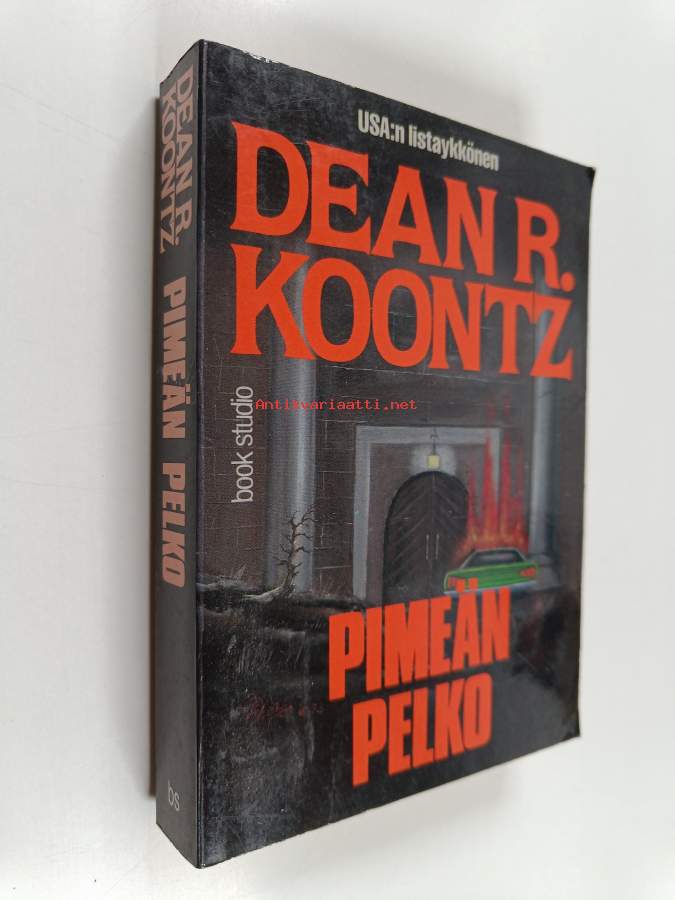 DEAN R.
KOONTZ
PIMEÄN PELKO
bs
USA:n listaykkönen
DEAN R.
KOONTZ
Antikvariaatti.net
book studio
PIMEÄN
PELKO